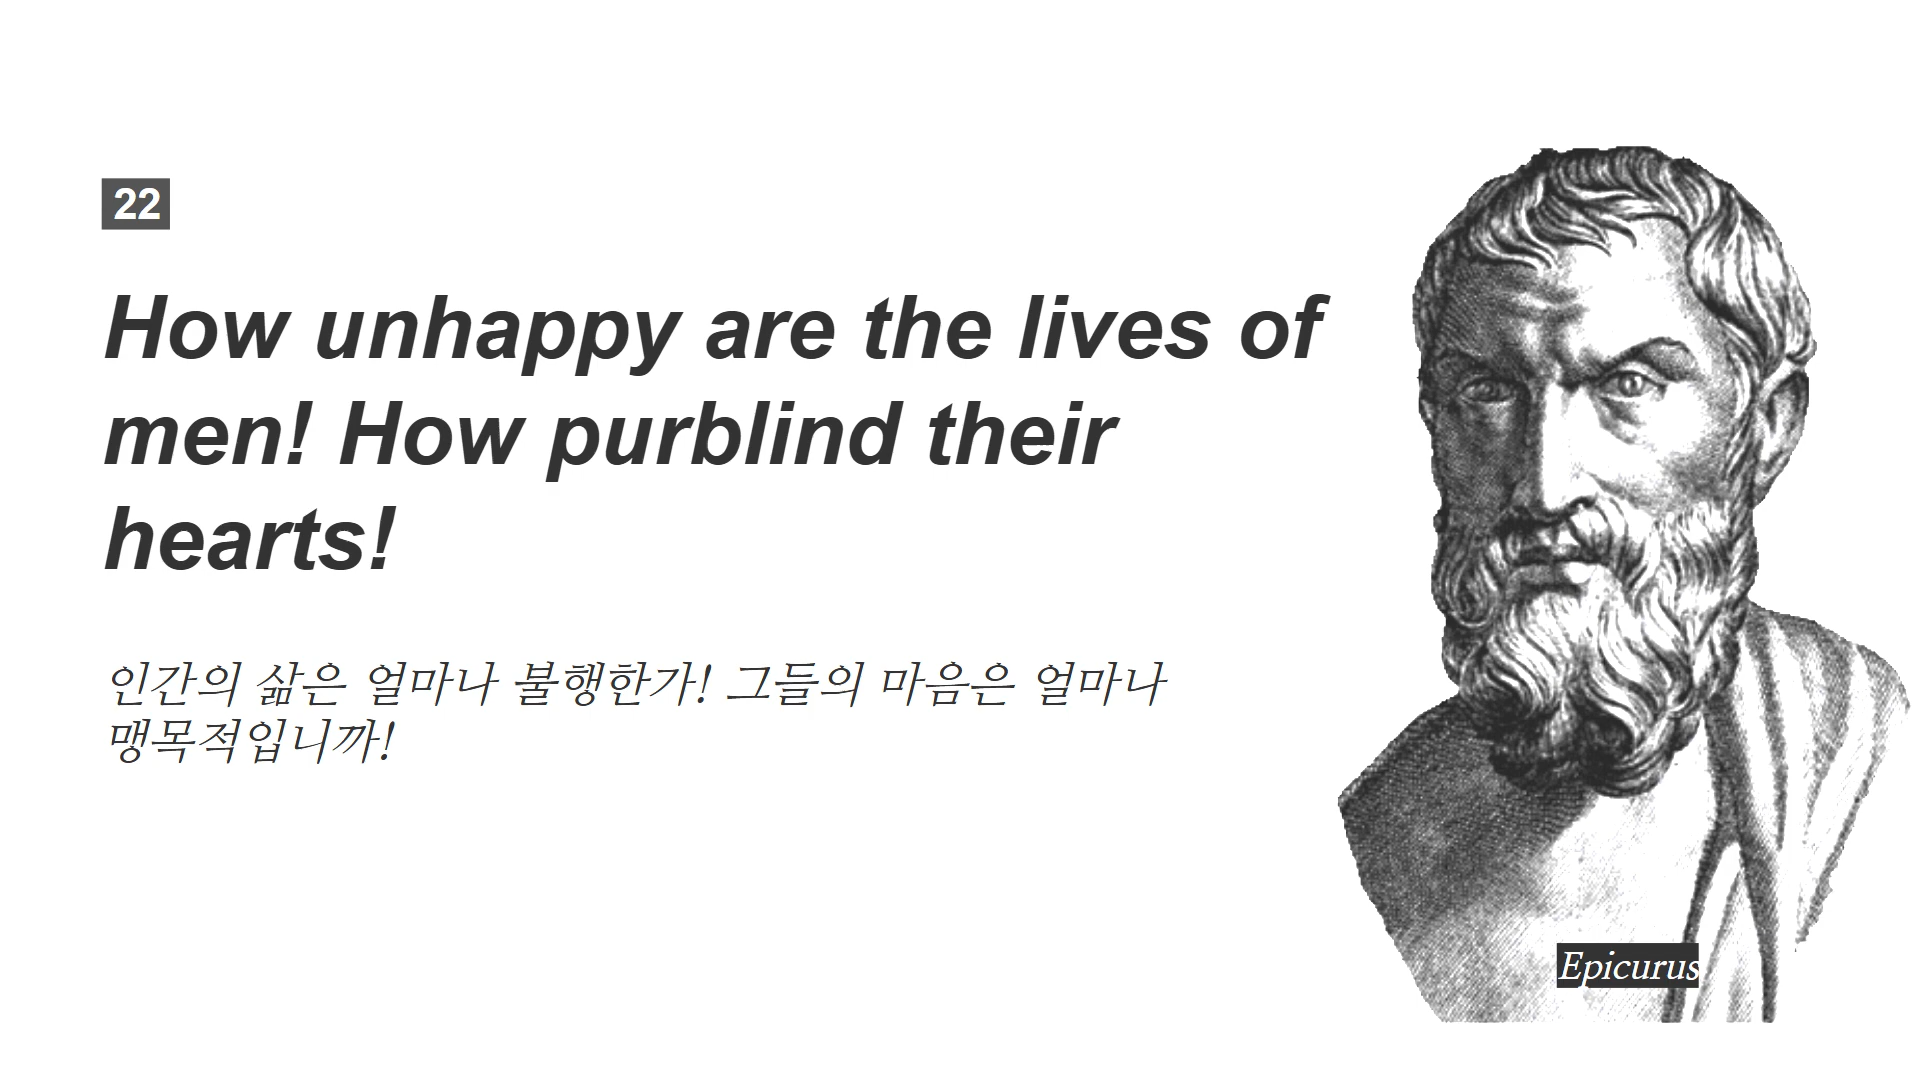 22
How unhappy are the lives of
men! How purblind their
hearts!
인간의 삶은 얼마나 불행한가! 그들의 마음은 얼마나
맹목적입니까!
Epicurus